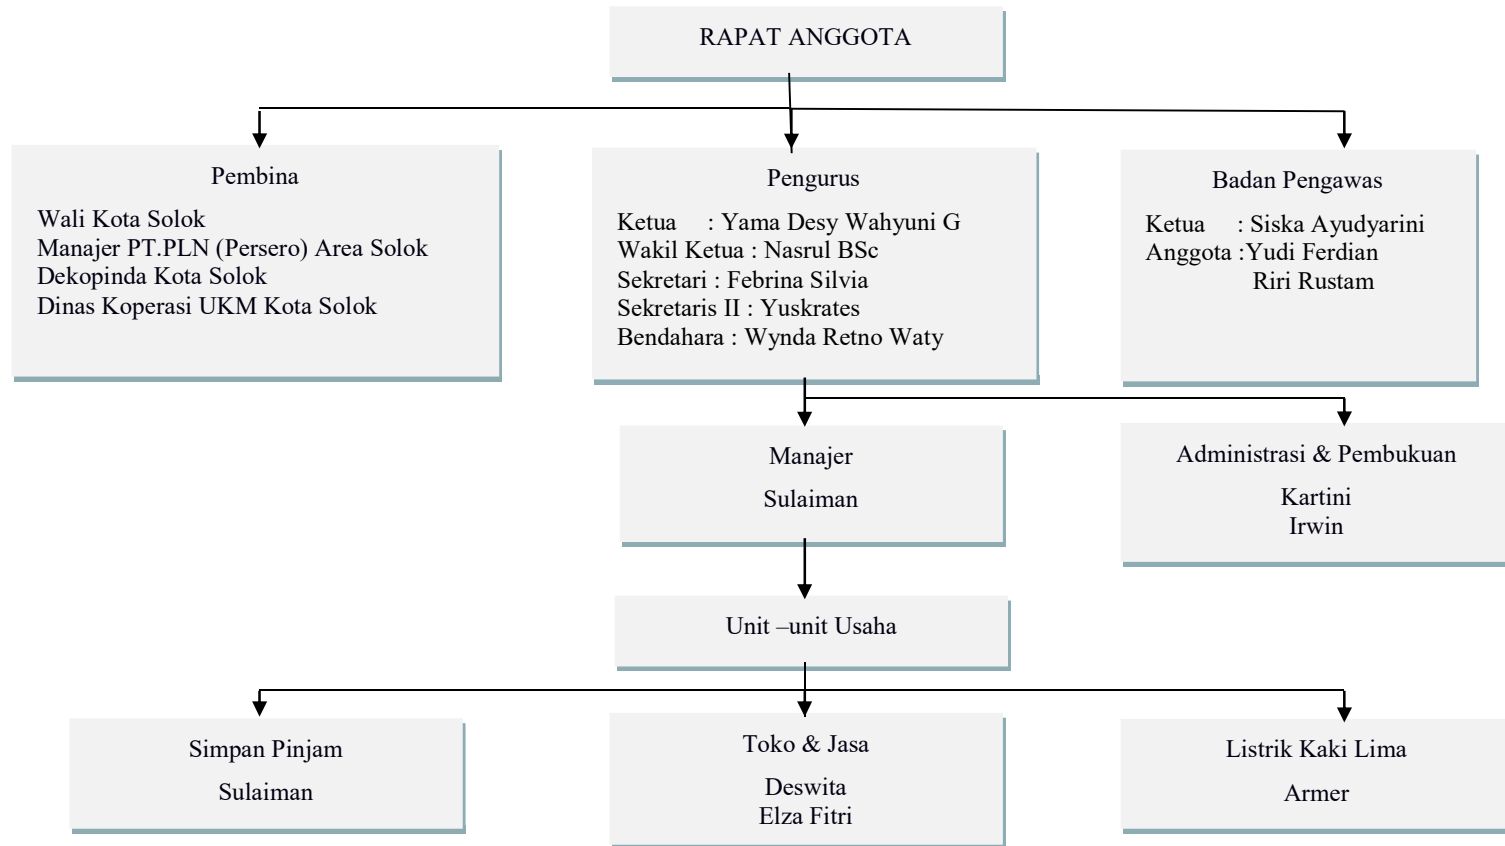 RAPAT ANGGOTA
Pembina
Wali Kota Solok
Manajer PT.PLN (Persero) Area Solok
Dekopinda Kota Solok
Dinas Koperasi UKM Kota Solok
Pengurus
Ketua : Yama Desy Wahyuni G
Wakil Ketua : Nasrul BSc
Sekretari : Febrina Silvia
Sekretaris II : Yuskrates
Bendahara : Wynda Retno Waty
Badan Pengawas
Ketua : Siska Ayudyarini
Anggota :Yudi Ferdian
Riri Rustam
Manajer
Sulaiman
Administrasi & Pembukuan
Kartini
Irwin
Unit –unit Usaha
Simpan Pinjam
Sulaiman
Toko & Jasa
Deswita
Elza Fitri
Listrik Kaki Lima
Armer